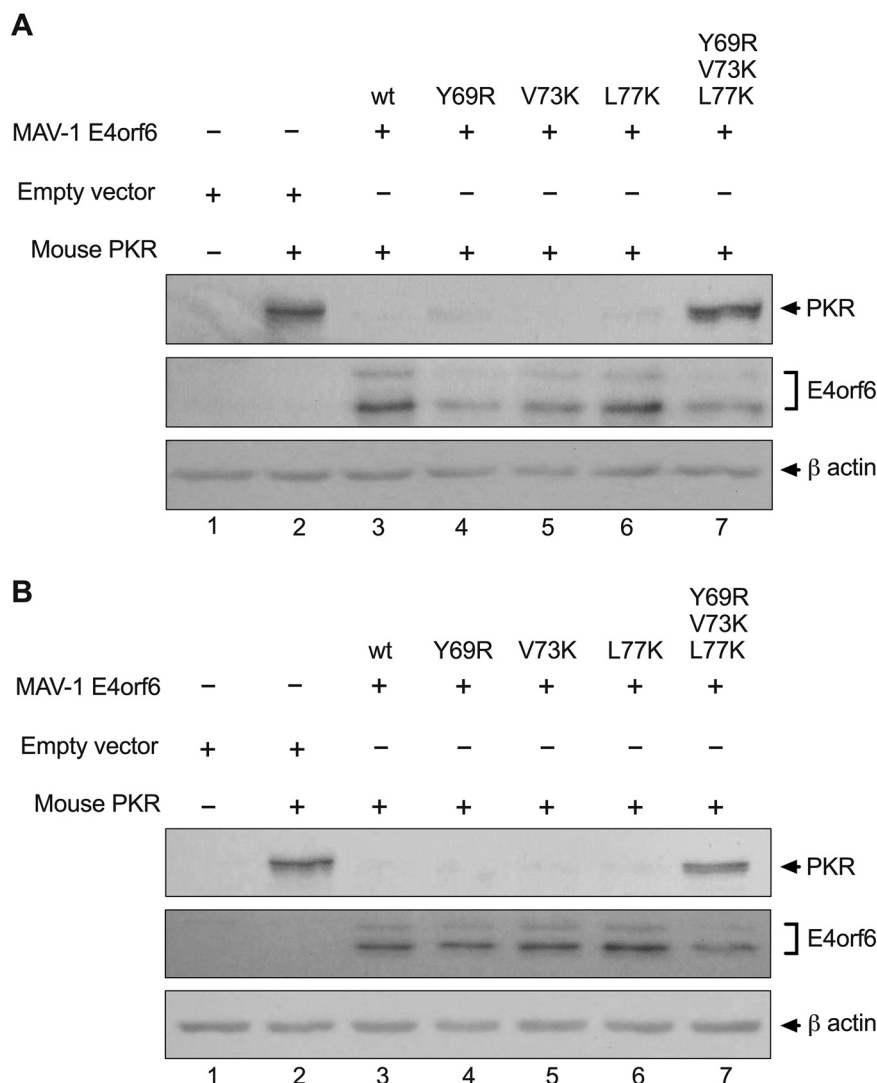 A
Y69R
V73K
wt Y69R V73K L77K L77K
MAV-1 E4orf6 – – + + + + +
Empty vector + + – – – – –
Mouse PKR – + + + + + +
PKR
E4orf6
β actin
1 2 3 4 5 6 7
B
Y69R
V73K
wt Y69R V73K L77K L77K
MAV-1 E4orf6 – – + + + + +
Empty vector + + – – – – –
Mouse PKR – + + + + + +
PKR
E4orf6
β actin
1 2 3 4 5 6 7